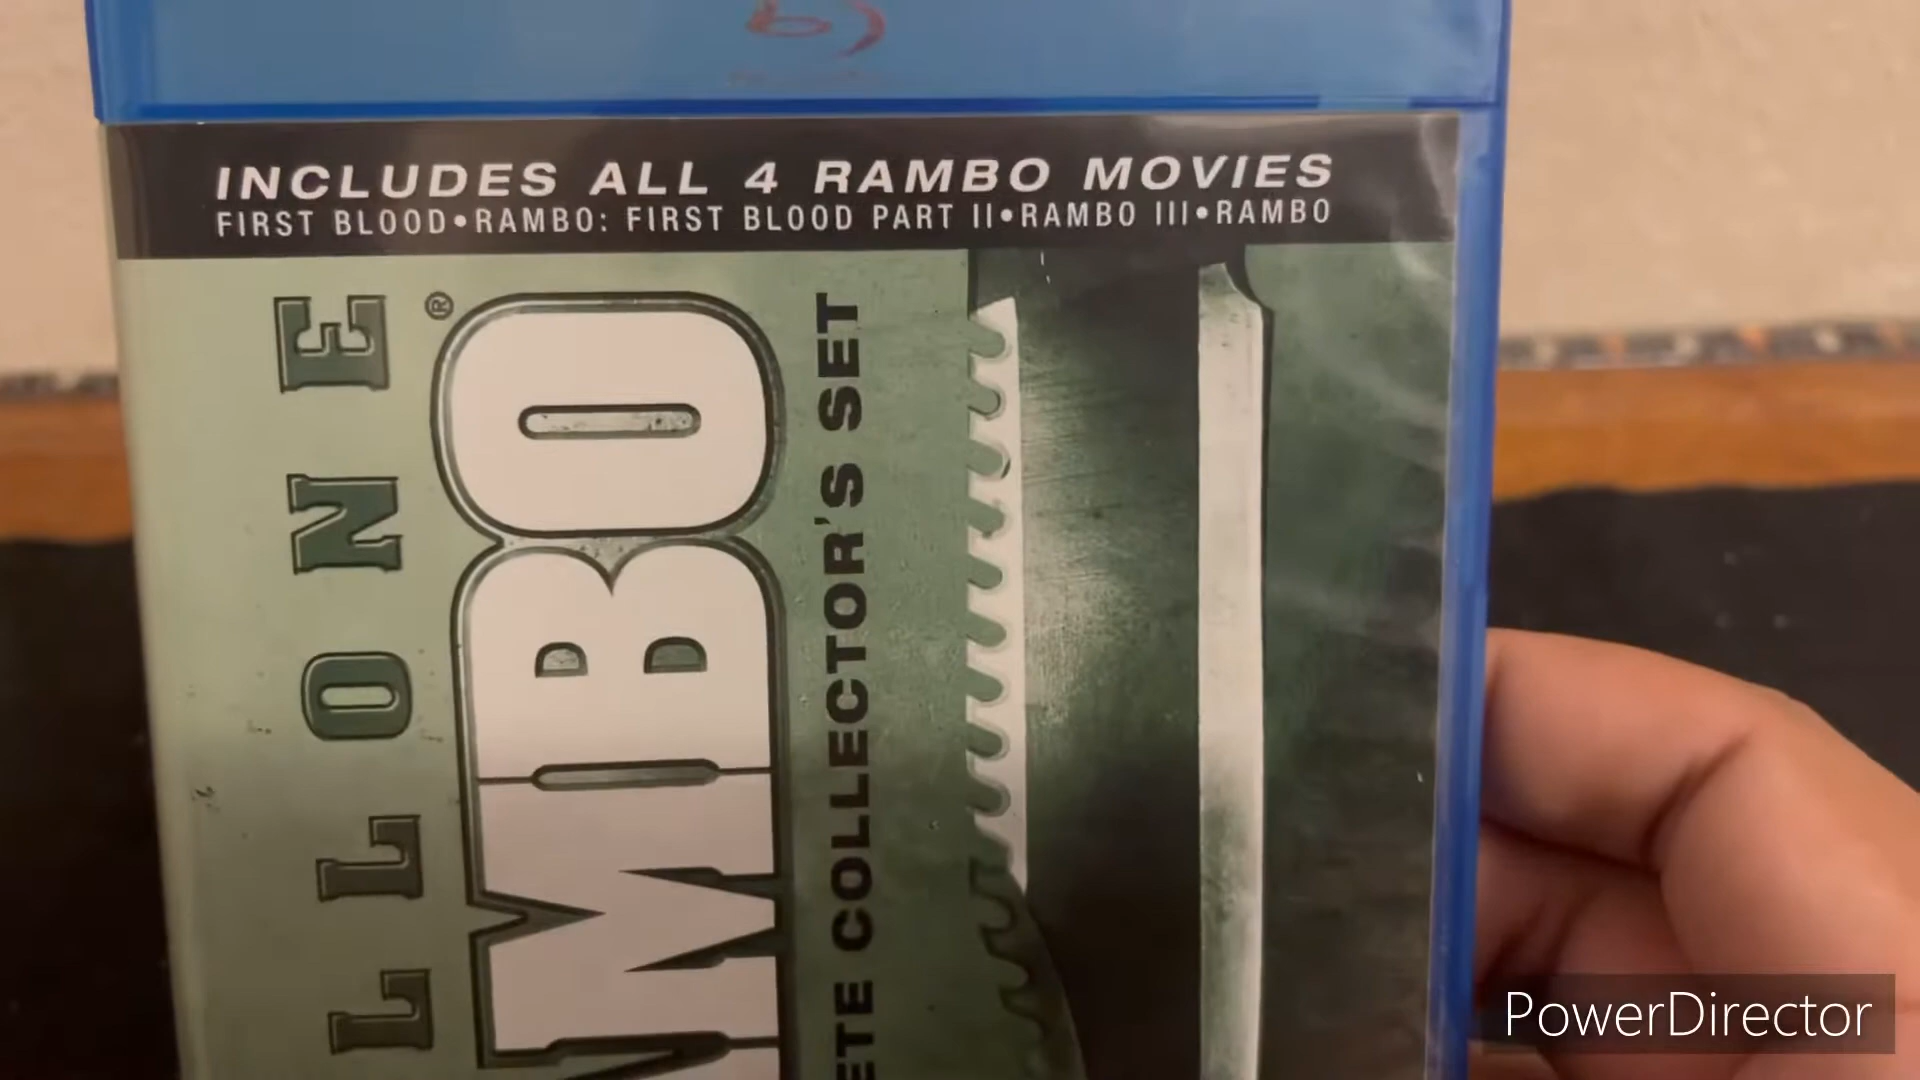 INCLUDES ALL 4 RAMBO MOVIES
FIRST BLOOD•RAMBO: FIRST BLOOD PART II•RAMBO III•RAMBO
LLONE
MBO®
ETE COLLECTOR'S SET
PowerDirector